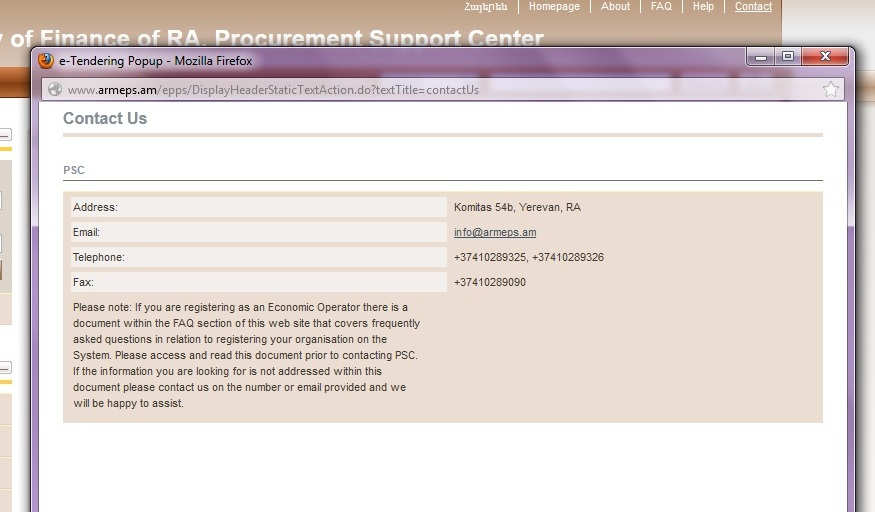 Հայերեն Homepage About FAQ Help Contact
y of Finance of RA, Procurement Support Center
e-Tendering Popup - Mozilla Firefox
www.armeps.am/epps/DisplayHeaderStaticTextAction.do?textTitle=contactUs
Contact Us
PSC
Address: Komitas 54b, Yerevan, RA
Email: info@armeps.am
Telephone: +37410289325, +37410289326
Fax: +37410289090
Please note: If you are registering as an Economic Operator there is a
document within the FAQ section of this web site that covers frequently
asked questions in relation to registering your organisation on the
System. Please access and read this document prior to contacting PSC.
If the information you are looking for is not addressed within this
document please contact us on the number or email provided and we
will be happy to assist.